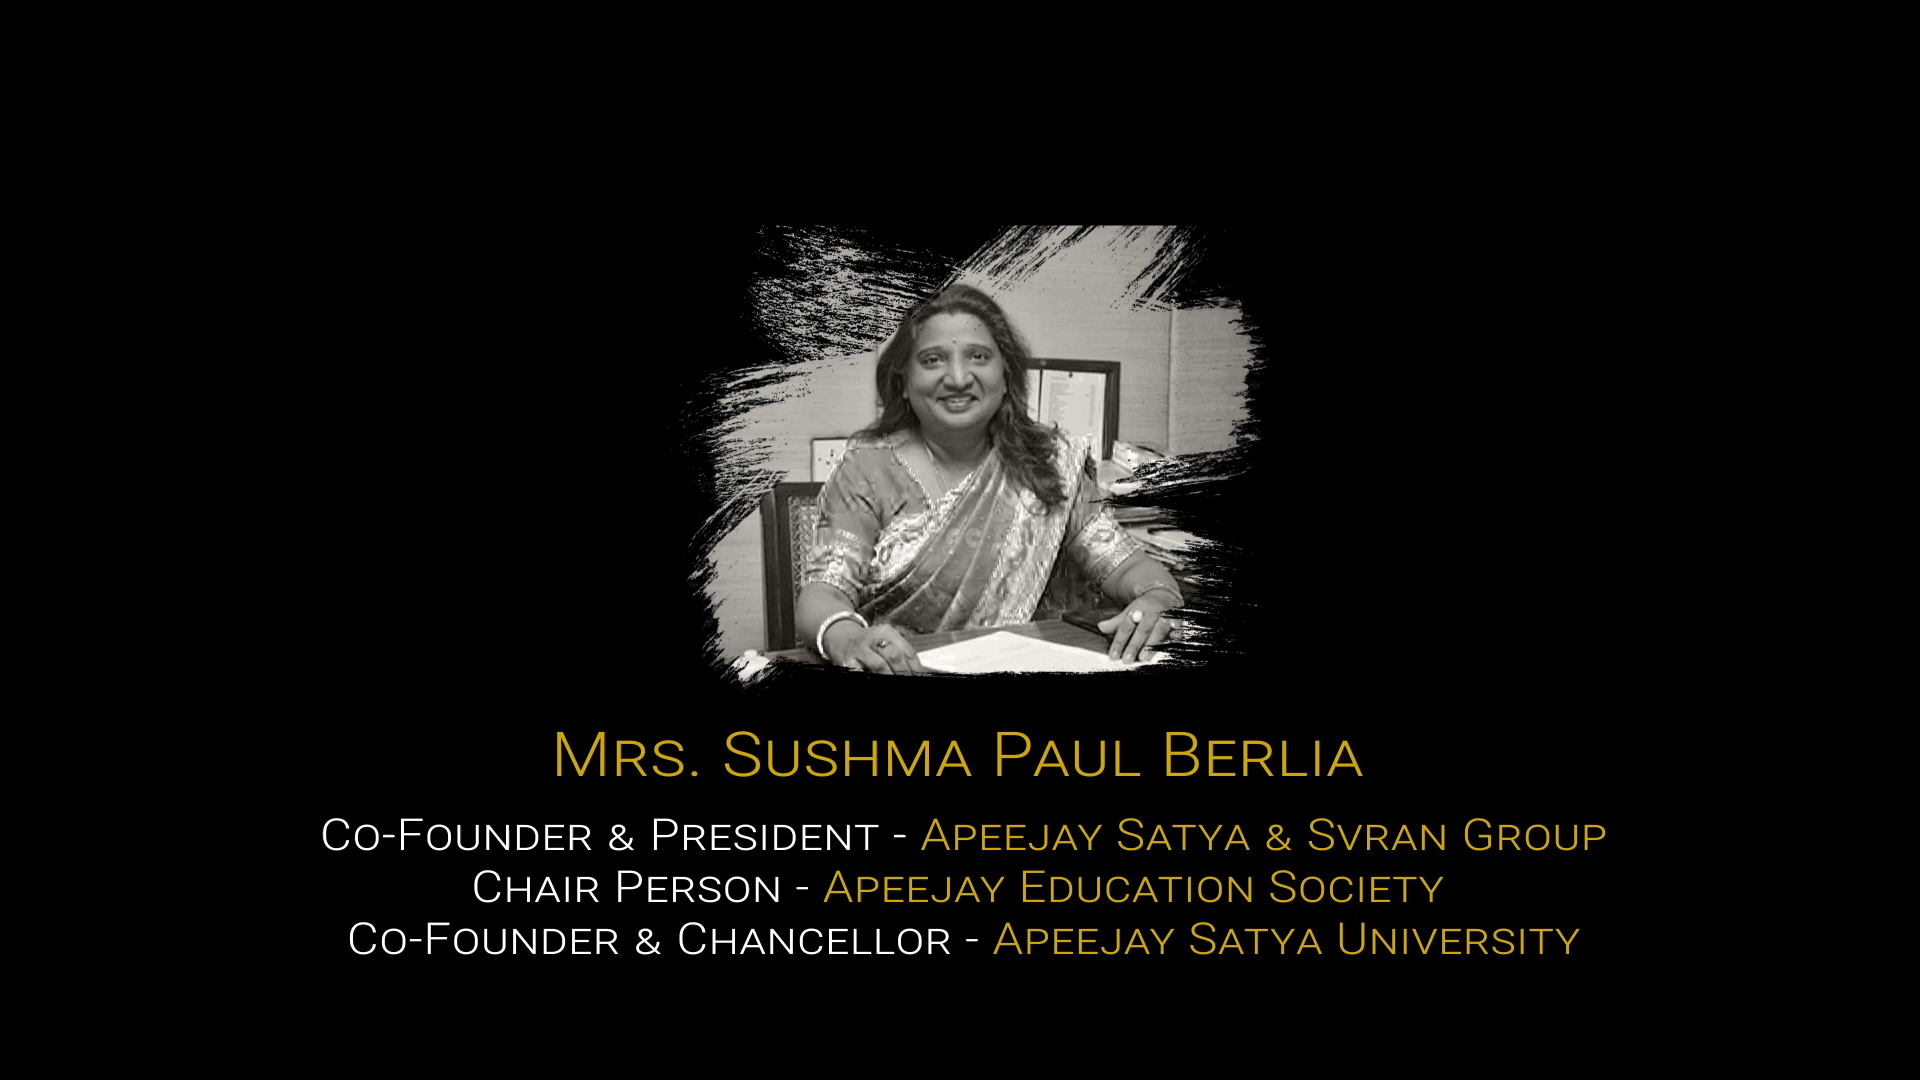 Mrs. Sushma Paul Berlia
Co-Founder & President - Apeejay Satya & Svran Group
Chair Person - Apeejay Education Society
Co-Founder & Chancellor - Apeejay Satya University